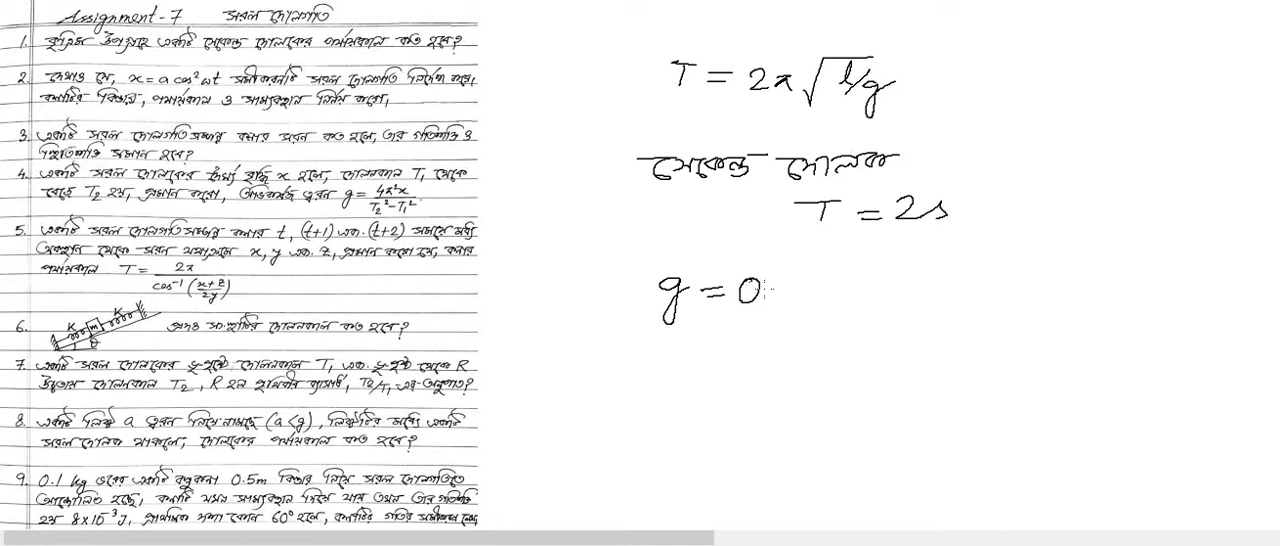 Assignment-7 সরল দোলগতি
1. কৃত্রিম উপগ্রহে একটি সেকেন্ড দোলকের পর্যায়কাল কত হবে?
2. দেখাও যে, x = a cos² ωt সমীকরণটি সরল দোলগতি নির্দেশ করে,
কণাটির বিস্তার, পর্যায়কাল ও সাম্যবস্থান নির্ণয় করো,
3. একটি সরল দোলগতি সম্পন্ন কণার সরণ কত হলে, তার গতিশক্তি ও
স্থিতিশক্তি সমান হবে?
4. একটি সরল দোলকের দৈর্ঘ্য বৃদ্ধি x হলে, দোলনকাল T₁ থেকে
বেড়ে T₂ হয়, প্রমাণ করো, অভিকর্ষজ ত্বরণ g = 4π²x / T₂² - T₁²
5. একটি সরল দোলগতিসম্পন্ন কণার t, (t+1) এবং (t+2) সময়ে মধ্য
অবস্থান থেকে সরণ যথাক্রমে x, y এবং z, প্রমাণ করো যে, কণার
পর্যায়কাল T = 2π / cos⁻¹ (x+z / 2y)
6. K m K θ প্রদত্ত সংস্থাটির দোলনকাল কত হবে?
7. একটি সরল দোলকের ভূ-পৃষ্ঠে দোলনকাল T₁ এবং ভূ-পৃষ্ঠ থেকে R
উচ্চতায় দোলনকাল T₂, R হল পৃথিবীর ব্যাসার্ধ, T₂/T₁ এর অনুপাত?
8. একটি লিফ্ট a ত্বরণ নিয়ে নামছে (a < g), লিফ্টটির মধ্যে একটি
সরল দোলক থাকলে, দোলকের পর্যায়কাল কত হবে?
9. 0.1 kg ভরের একটি বস্তুকণা 0.5m বিস্তার নিয়ে সরল দোলগতিতে
আন্দোলিত হচ্ছে, কণাটি যখন সাম্যবস্থান দিয়ে যায় তখন তার গতিশক্তি
হয় 8×10⁻³J, প্রাথমিক দশা কোণ 60° হলে, কণাটির গতির সমীকরণ
T = 2π √l/g
সেকেন্ড দোলক
T = 2s
g = 0